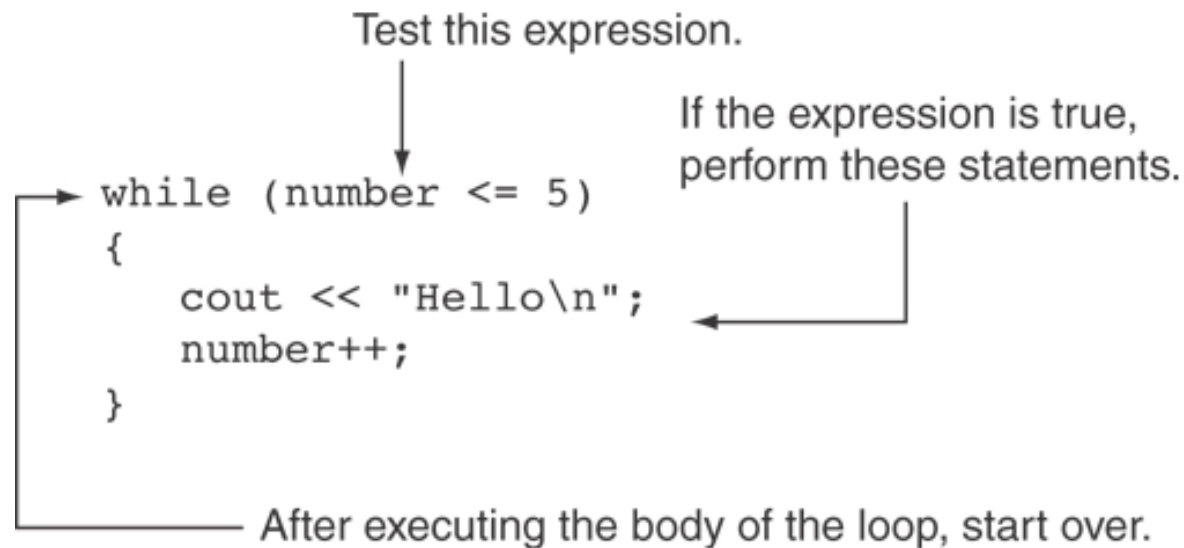 Test this expression.
If the expression is true,
perform these statements.
while (number <= 5)
{
cout << "Hello\n";
number++;
}
After executing the body of the loop, start over.